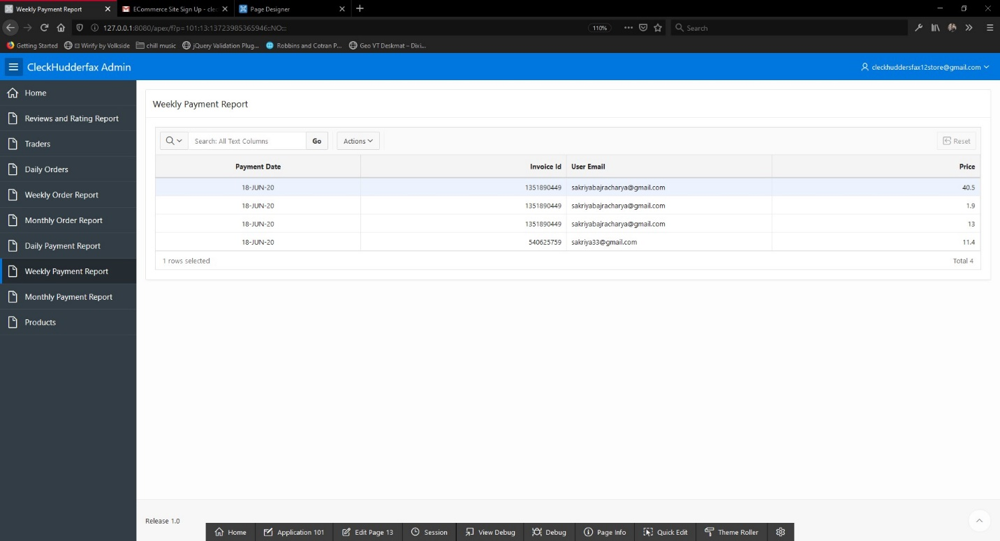 Weekly Payment Report
ECommerce Site Sign Up - clec
Page Designer
127.0.0.1:8080/apex/f?p=101:13:13723985365946::NO:::
110%
Search
Getting Started
Wirify by Volkside
chill music
jQuery Validation Plug...
Robbins and Cotran P...
Geo VT Deskmat – Dixi...
CleckHudderfax Admin
cleckhuddersfax12store@gmail.com
Home
Reviews and Rating Report
Traders
Daily Orders
Weekly Order Report
Monthly Order Report
Daily Payment Report
Weekly Payment Report
Monthly Payment Report
Products
Weekly Payment Report
Search: All Text Columns Go Actions Reset
Payment Date Invoice Id User Email Price
18-JUN-20 1351890449 sakriyabajracharya@gmail.com 40.5
18-JUN-20 1351890449 sakriyabajracharya@gmail.com 1.9
18-JUN-20 1351890449 sakriyabajracharya@gmail.com 13
18-JUN-20 540625759 sakriya33@gmail.com 11.4
1 rows selected Total 4
Release 1.0
Home Application 101 Edit Page 13 Session View Debug Debug Page Info Quick Edit Theme Roller